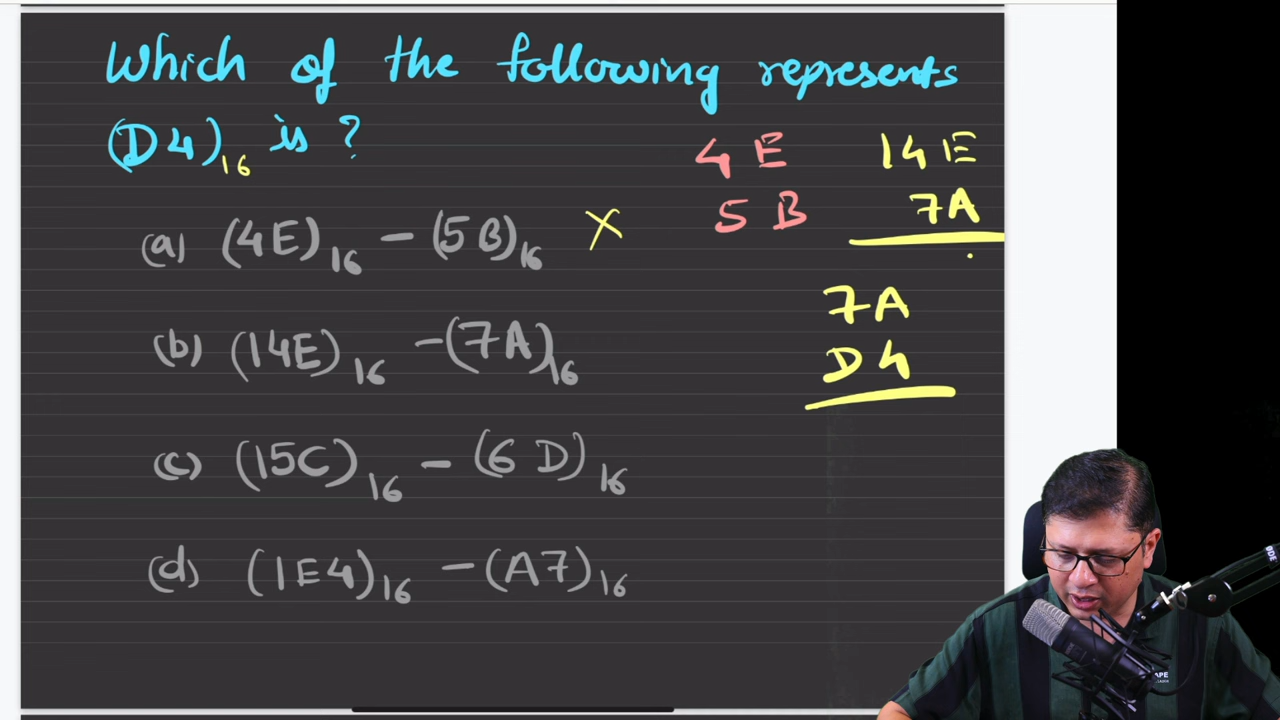 Which of the following represents
(D4)16 is ?
4 E
5 B
14 E
7A
(a) (4E)16 - (5B)16 ×
7A
D4
(b) (14E)16 - (7A)16
(c) (15C)16 - (6 D)16
(d) (1E4)16 - (A7)16